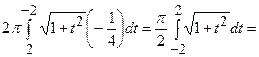 2π∫_{2}^{-2} √(1+t²) (-1/4) dt = π/2 ∫_{-2}^{2} √(1+t²) dt =